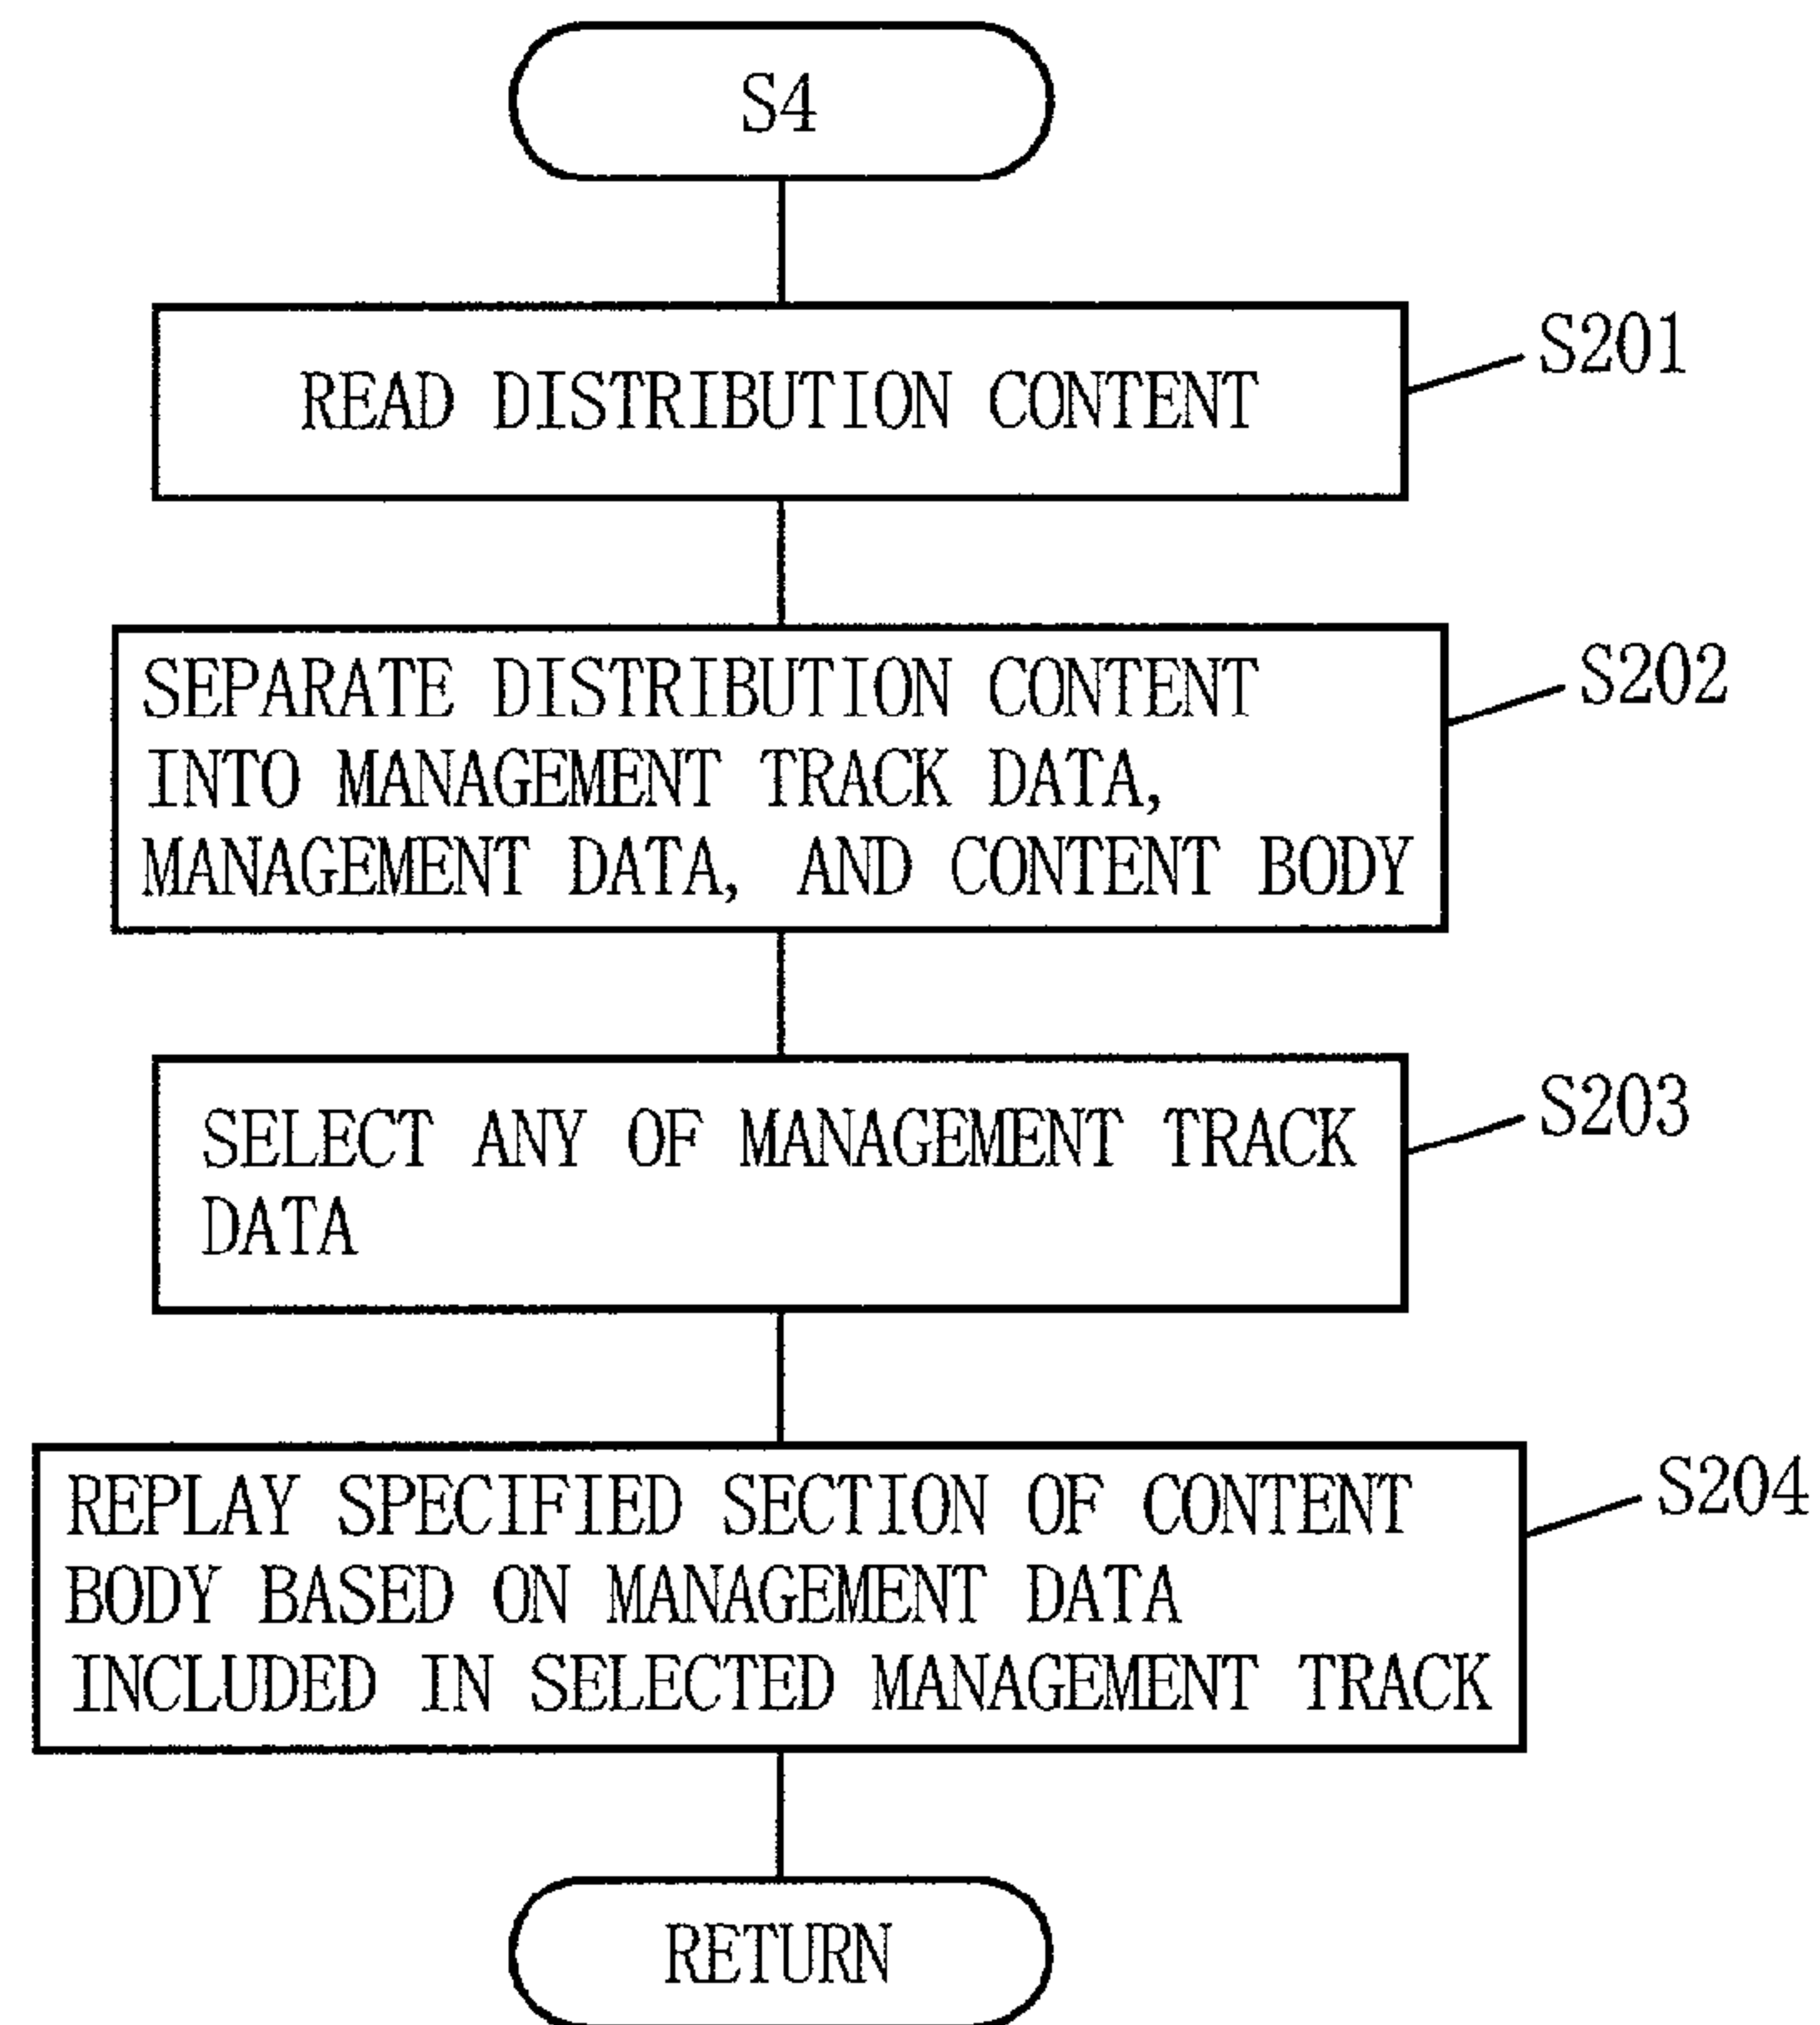 S4
READ DISTRIBUTION CONTENT
S201
SEPARATE DISTRIBUTION CONTENT
INTO MANAGEMENT TRACK DATA,
MANAGEMENT DATA, AND CONTENT BODY
S202
SELECT ANY OF MANAGEMENT TRACK
DATA
S203
REPLAY SPECIFIED SECTION OF CONTENT
BODY BASED ON MANAGEMENT DATA
INCLUDED IN SELECTED MANAGEMENT TRACK
S204
RETURN